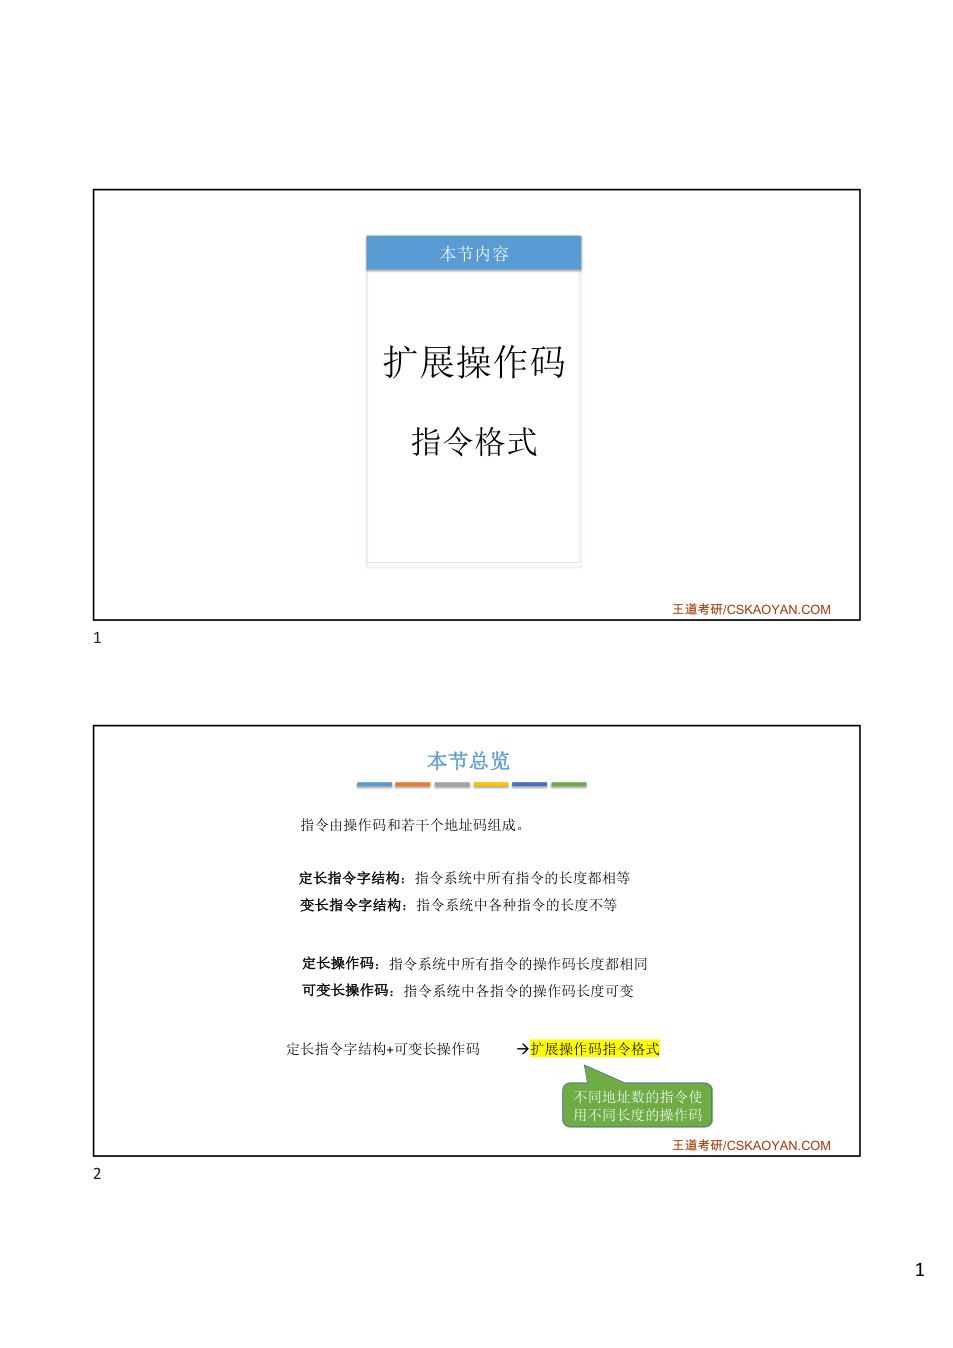 本节内容
扩展操作码
指令格式
王道考研/CSKAOYAN.COM
1
本节总览
指令由操作码和若干个地址码组成。
定长指令字结构：指令系统中所有指令的长度都相等
变长指令字结构：指令系统中各种指令的长度不等
定长操作码：指令系统中所有指令的操作码长度都相同
可变长操作码：指令系统中各指令的操作码长度可变
定长指令字结构+可变长操作码 →扩展操作码指令格式
不同地址数的指令使
用不同长度的操作码
王道考研/CSKAOYAN.COM
2
1